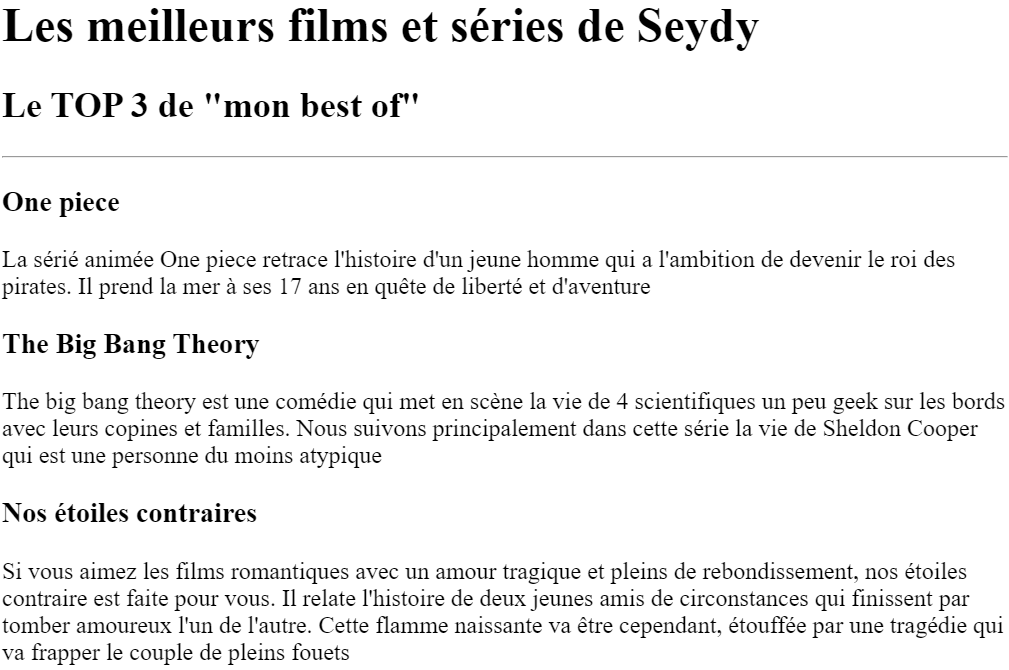 Les meilleurs films et séries de Seydy
Le TOP 3 de "mon best of"
One piece
La sérié animée One piece retrace l'histoire d'un jeune homme qui a l'ambition de devenir le roi des
pirates. Il prend la mer à ses 17 ans en quête de liberté et d'aventure
The Big Bang Theory
The big bang theory est une comédie qui met en scène la vie de 4 scientifiques un peu geek sur les bords
avec leurs copines et familles. Nous suivons principalement dans cette série la vie de Sheldon Cooper
qui est une personne du moins atypique
Nos étoiles contraires
Si vous aimez les films romantiques avec un amour tragique et pleins de rebondissement, nos étoiles
contraire est faite pour vous. Il relate l'histoire de deux jeunes amis de circonstances qui finissent par
tomber amoureux l'un de l'autre. Cette flamme naissante va être cependant, étouffée par une tragédie qui
va frapper le couple de pleins fouets